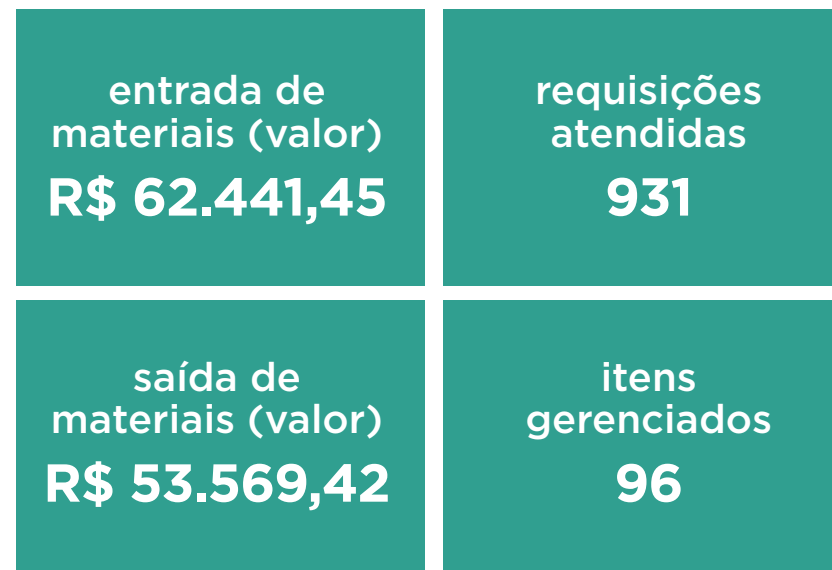 entrada de
materiais (valor)
R$ 62.441,45
requisições
atendidas
931
saída de
materiais (valor)
R$ 53.569,42
itens
gerenciados
96